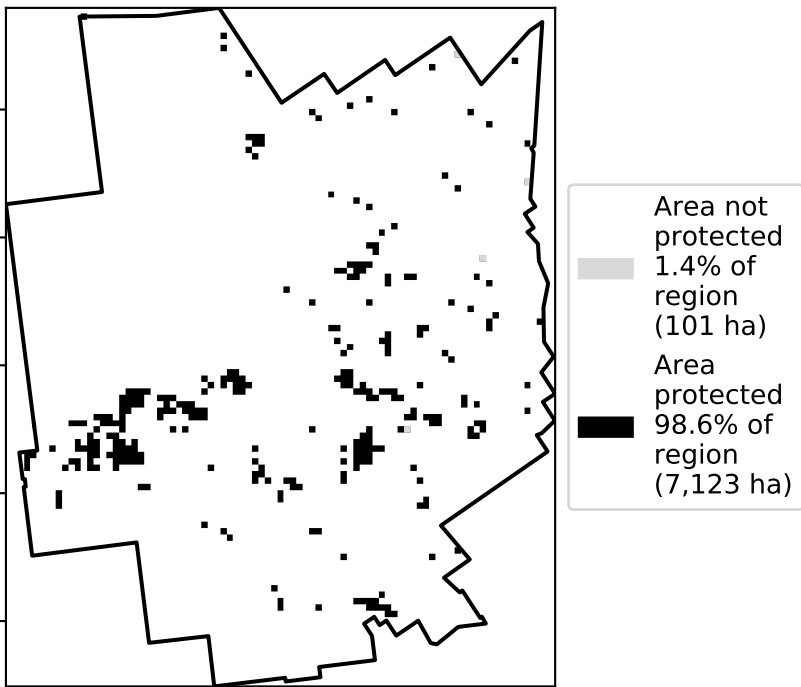 Area not
protected
1.4% of
region
(101 ha)
Area
protected
98.6% of
region
(7,123 ha)